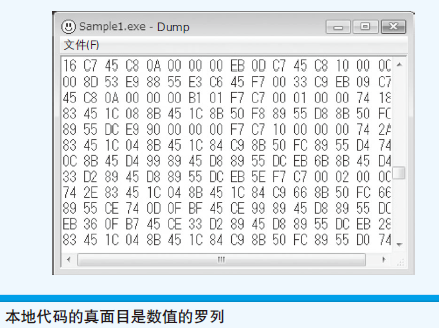 Sample1.exe - Dump
文件(F)
16 C7 45 C8 0A 00 00 00 EB 0D C7 45 C8 10 00 0C
00 8D 53 E9 88 55 E3 C6 45 F7 00 33 C9 EB 09 C7
45 C8 0A 00 00 00 B1 01 F7 C7 00 01 00 00 74 18
83 45 1C 08 8B 45 1C 8B 50 F8 89 55 D8 8B 50 FC
89 55 DC E9 90 00 00 00 F7 C7 10 00 00 00 74 2A
83 45 1C 04 8B 45 1C 84 C9 8B 50 FC 89 55 D4 74
0C 8B 45 D4 99 89 45 D8 89 55 DC EB 6B 8B 45 D4
33 D2 89 45 D8 89 55 DC EB 5E F7 C7 00 02 00 0C
74 2E 83 45 1C 04 8B 45 1C 84 C9 66 8B 50 FC 66
89 55 CE 74 0D 0F BF 45 CE 99 89 45 D8 89 55 DC
EB 36 0F B7 45 CE 33 D2 89 45 D8 89 55 DC EB 28
83 45 1C 04 8B 45 1C 84 C9 8B 50 FC 89 55 D0 74
本地代码的真面目是数值的罗列